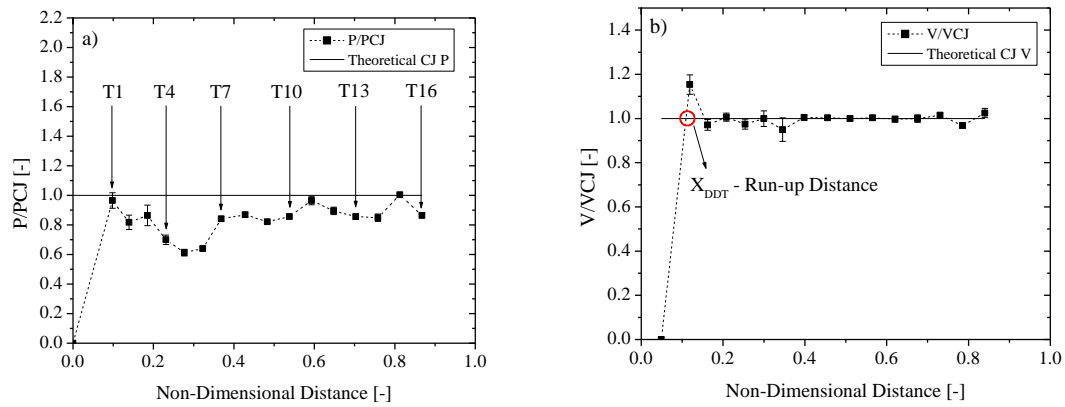 a)
P/PCJ
Theoretical CJ P
T1 T4 T7 T10 T13 T16
2.2
2.0
1.8
1.6
1.4
1.2
1.0
0.8
0.6
0.4
0.2
0.0
P/PCJ [-]
0.0 0.2 0.4 0.6 0.8 1.0
Non-Dimensional Distance [-]
b)
V/VCJ
Theoretical CJ V
X_DDT - Run-up Distance
1.4
1.2
1.0
0.8
0.6
0.4
0.2
0.0
V/VCJ [-]
0.0 0.2 0.4 0.6 0.8 1.0
Non-Dimensional Distance [-]